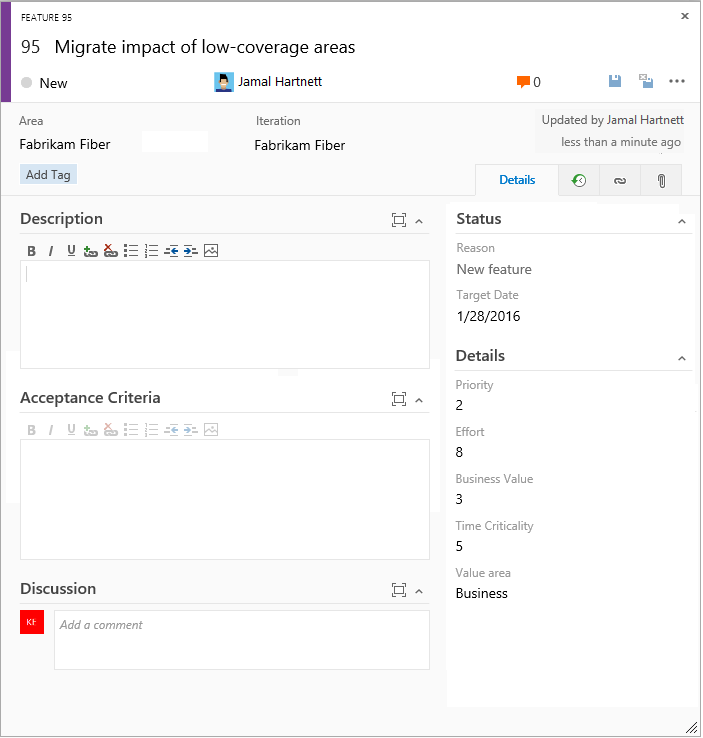 FEATURE 95
95 Migrate impact of low-coverage areas
New
Jamal Hartnett
0
Area
Iteration
Updated by Jamal Hartnett
Fabrikam Fiber
Fabrikam Fiber
less than a minute ago
Add Tag
Details
Description
B I U
Acceptance Criteria
B I U
Discussion
KE
Add a comment
Status
Reason
New feature
Target Date
1/28/2016
Details
Priority
2
Effort
8
Business Value
3
Time Criticality
5
Value area
Business